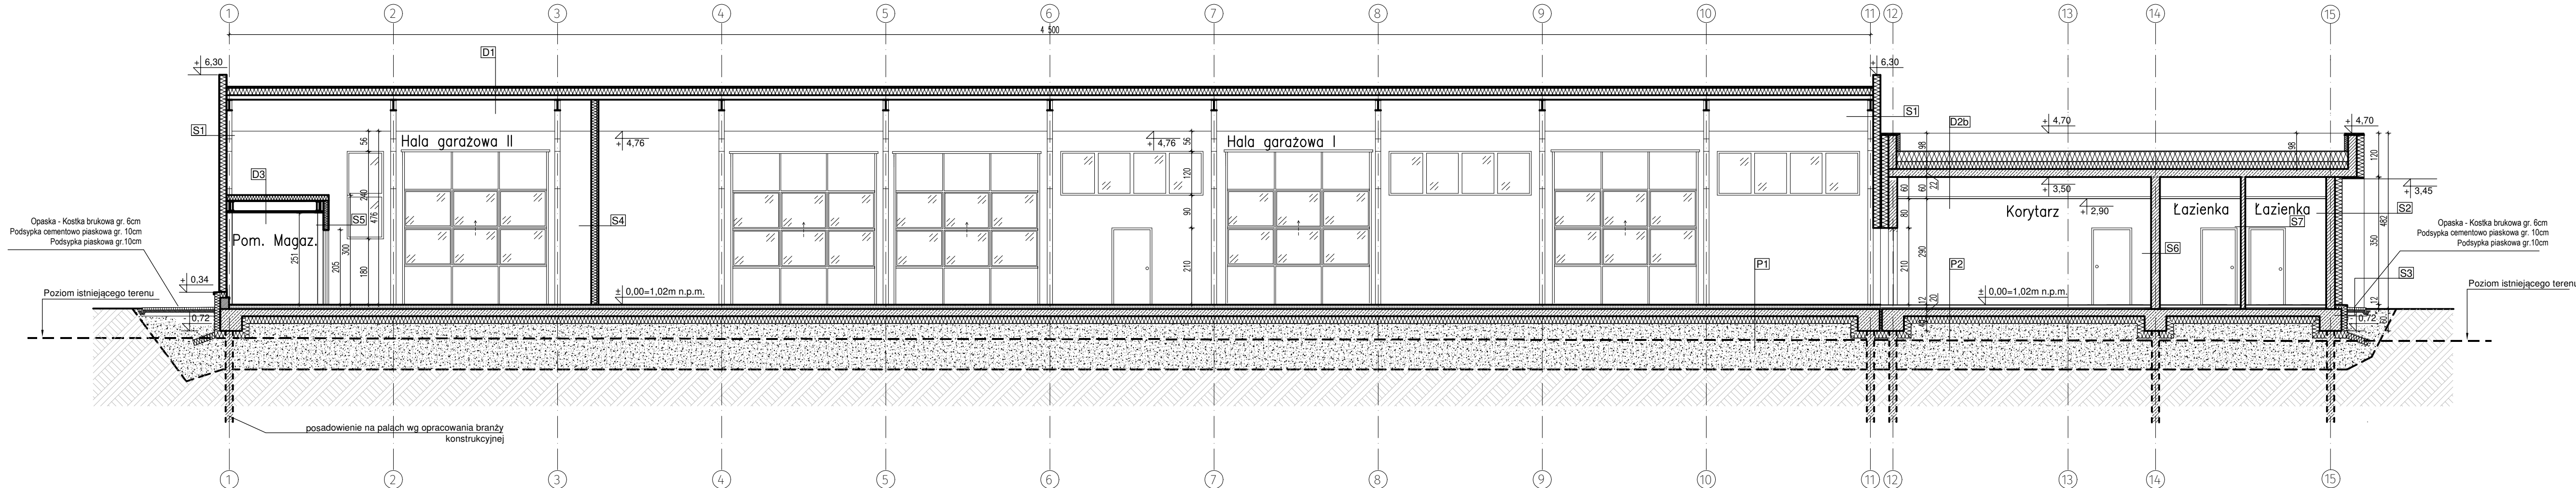 1 2 3 4 5 6 7 8 9 10 11 12 13 14 15
4 500
D1
+ 6,30
+ 6,30
S1
S1
D2b
+ 4,70
+ 4,70
56
Hala garażowa II
+ 4,76
+ 4,76
56
Hala garażowa I
98
98
120
D3
240
476
120
60
60
22
+ 3,50
+ 3,45
Opaska - Kostka brukowa gr. 6cm
Podsypka cementowo piaskowa gr. 10cm
Podsypka piaskowa gr.10cm
S5
S4
90
80
Korytarz
+ 2,90
Łazienka
Łazienka
S7
S2
482
Opaska - Kostka brukowa gr. 6cm
Podsypka cementowo piaskowa gr. 10cm
Podsypka piaskowa gr.10cm
Pom. Magaz.
300
290
350
S6
251
205
180
210
210
P1
P2
S3
+ 0,34
Poziom istniejącego terenu
± 0,00=1,02m n.p.m.
± 0,00=1,02m n.p.m.
Poziom istniejącego terenu
12
20
12
0,72
40
0,72
60
posadowienie na palach wg opracowania branży
konstrukcyjnej
1 2 3 4 5 6 7 8 9 10 11 12 13 14 15